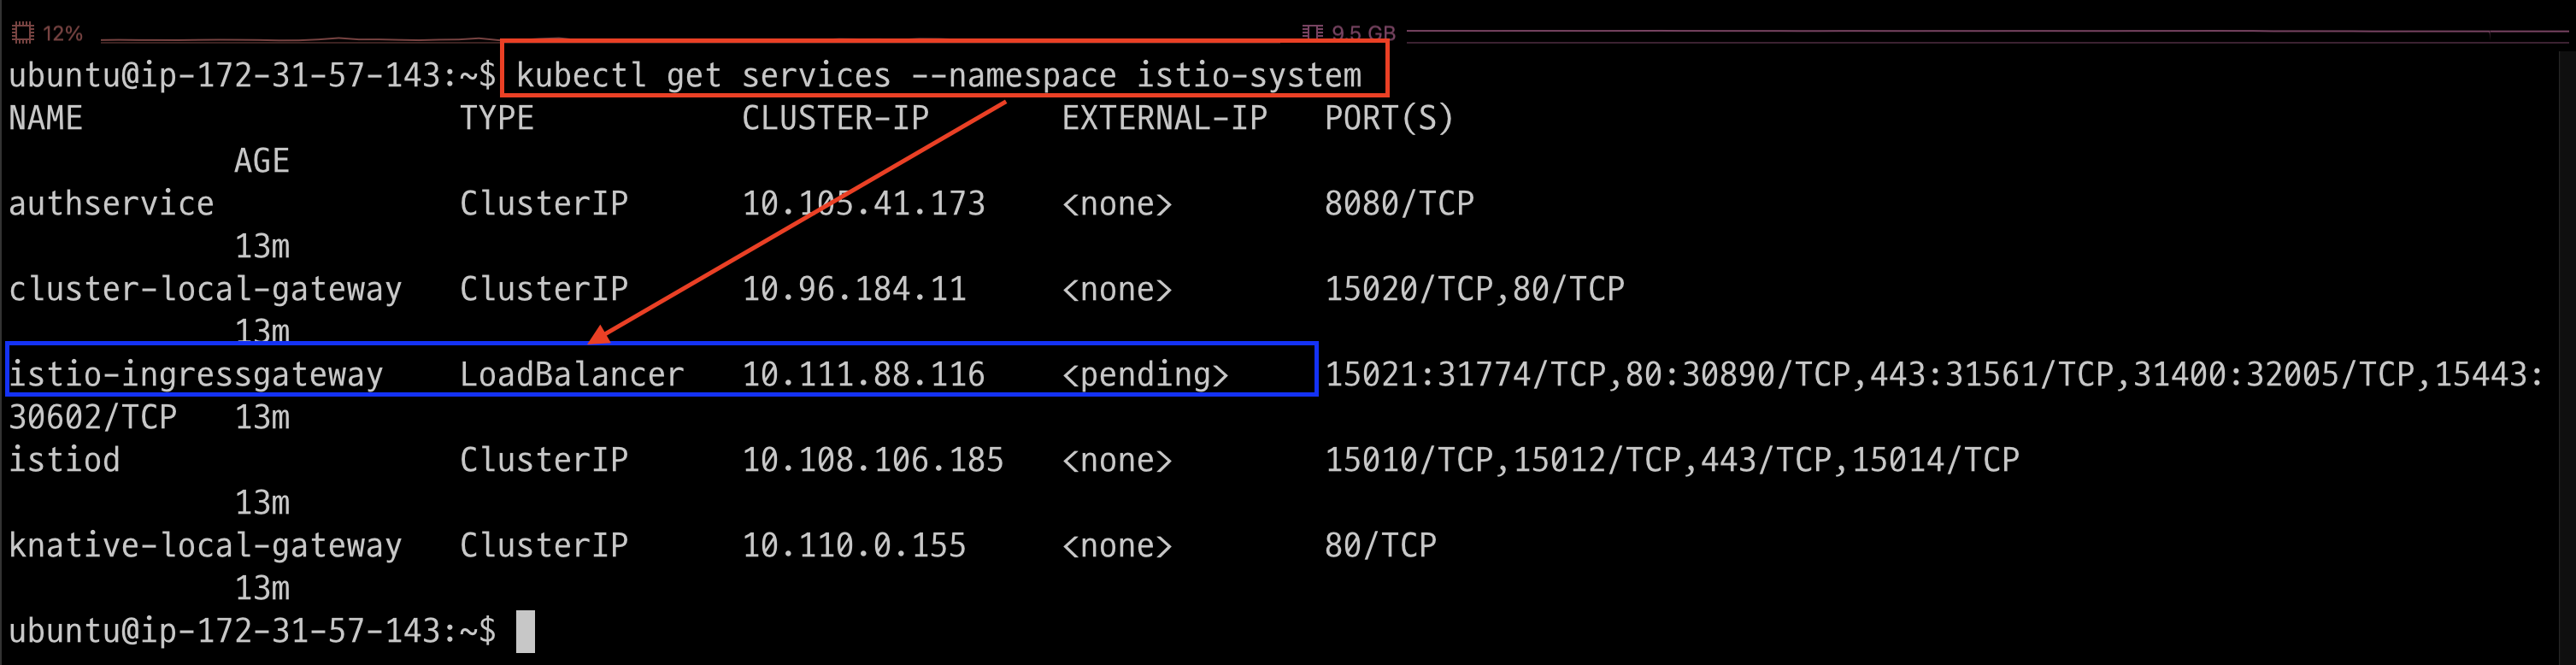 12% 9.5 GB
ubuntu@ip-172-31-57-143:~$ kubectl get services --namespace istio-system
NAME TYPE CLUSTER-IP EXTERNAL-IP PORT(S)
AGE
authservice ClusterIP 10.105.41.173 <none> 8080/TCP
13m
cluster-local-gateway ClusterIP 10.96.184.11 <none> 15020/TCP,80/TCP
13m
istio-ingressgateway LoadBalancer 10.111.88.116 <pending> 15021:31774/TCP,80:30890/TCP,443:31561/TCP,31400:32005/TCP,15443:
30602/TCP 13m
istiod ClusterIP 10.108.106.185 <none> 15010/TCP,15012/TCP,443/TCP,15014/TCP
13m
knative-local-gateway ClusterIP 10.110.0.155 <none> 80/TCP
13m
ubuntu@ip-172-31-57-143:~$